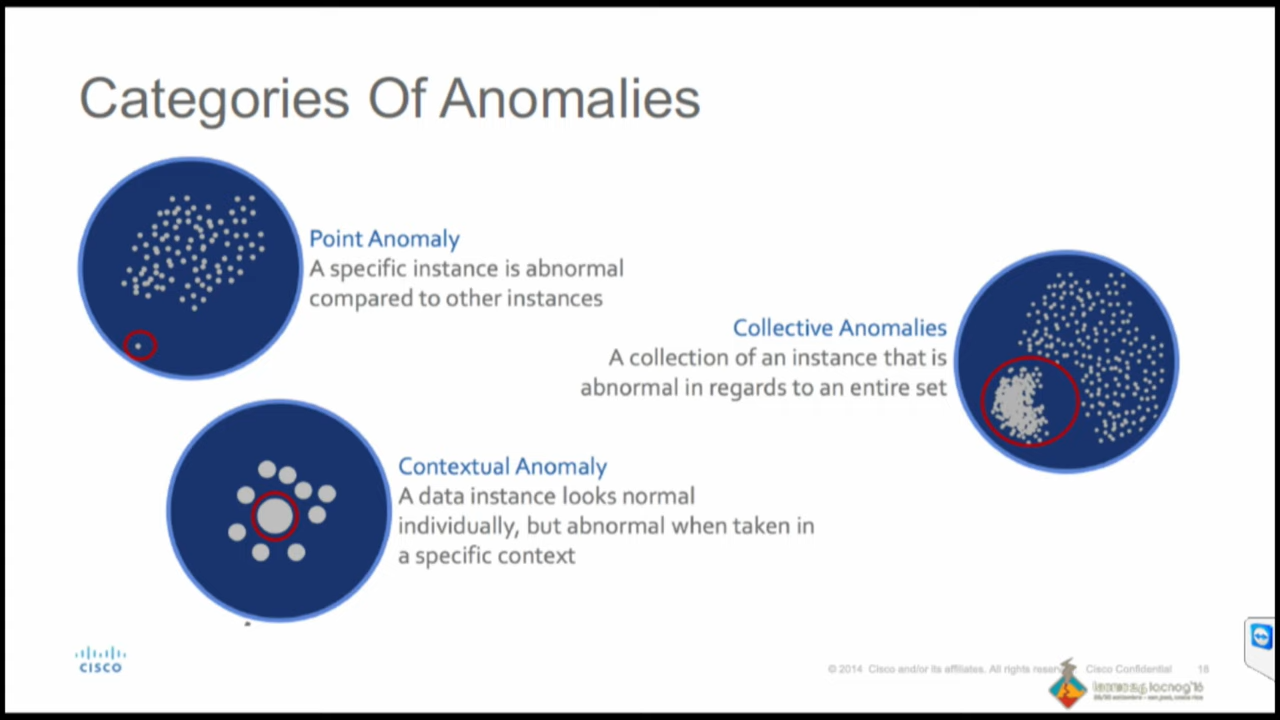 Categories Of Anomalies
Point Anomaly
A specific instance is abnormal
compared to other instances
Collective Anomalies
A collection of an instance that is
abnormal in regards to an entire set
Contextual Anomaly
A data instance looks normal
individually, but abnormal when taken in
a specific context
CISCO
© 2014 Cisco and/or its affiliates. All rights Cisco Confidential 18
lacnog'16